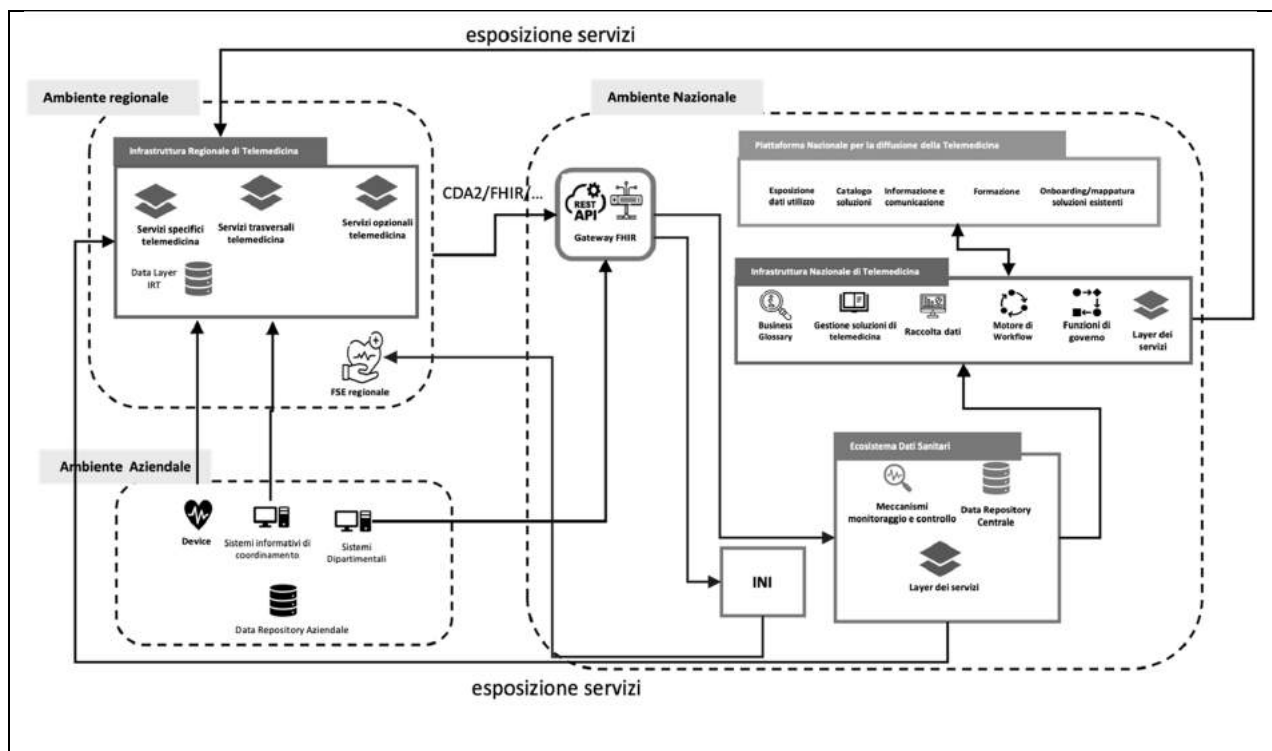 esposizione servizi
Ambiente regionale
Infrastruttura Regionale di Telemedicina
Servizi specifici
telemedicina
Servizi trasversali
telemedicina
Servizi opzionali
telemedicina
Data Layer
IRT
FSE regionale
CDA2/FHIR/...
Ambiente Aziendale
Device
Sistemi informativi di
coordinamento
Sistemi
Dipartimentali
Data Repository Aziendale
Ambiente Nazionale
REST
API
Gateway FHIR
Piattaforma Nazionale per la diffusione della Telemedicina
Esposizione
dati utilizzo
Catalogo
soluzioni
Informazione e
comunicazione
Formazione
Onboarding/mappatura
soluzioni esistenti
Infrastruttura Nazionale di Telemedicina
Business
Glossary
Gestione soluzioni di
telemedicina
Raccolta dati
Motore di
Workflow
Funzioni di
governo
Layer dei
servizi
Ecosistema Dati Sanitari
Meccanismi
monitoraggio e controllo
Data Repository
Centrale
Layer dei servizi
INI
esposizione servizi